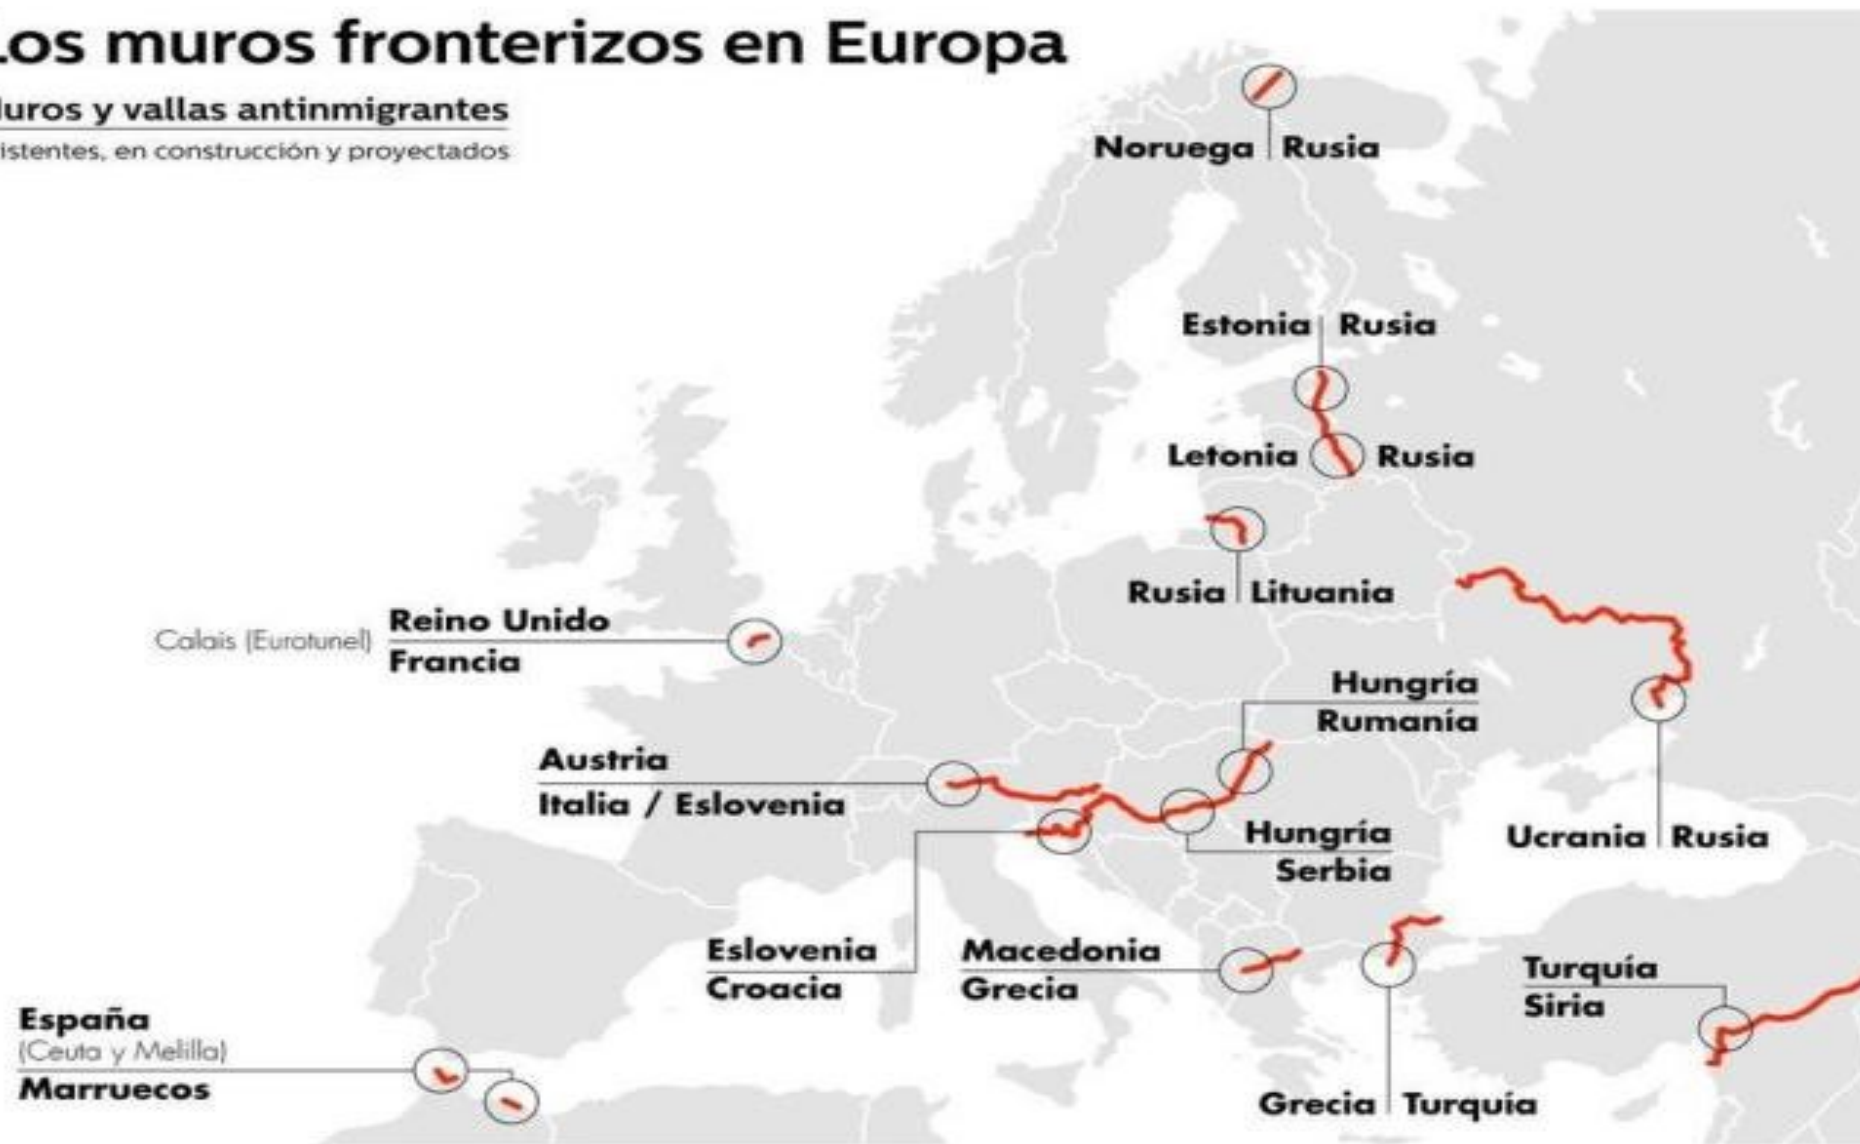 Los muros fronterizos en Europa
Muros y vallas antinmigrantes
istentes, en construcción y proyectados
Noruega Rusia
Estonia Rusia
Letonia Rusia
Rusia Lituania
Calais (Eurotunel)
Reino Unido
Francia
Hungría
Rumanía
Austria
Italia / Eslovenia
Hungría
Serbia
Ucrania Rusia
Eslovenia
Croacia
Macedonia
Grecia
Turquía
Siria
España
(Ceuta y Melilla)
Marruecos
Grecia Turquía